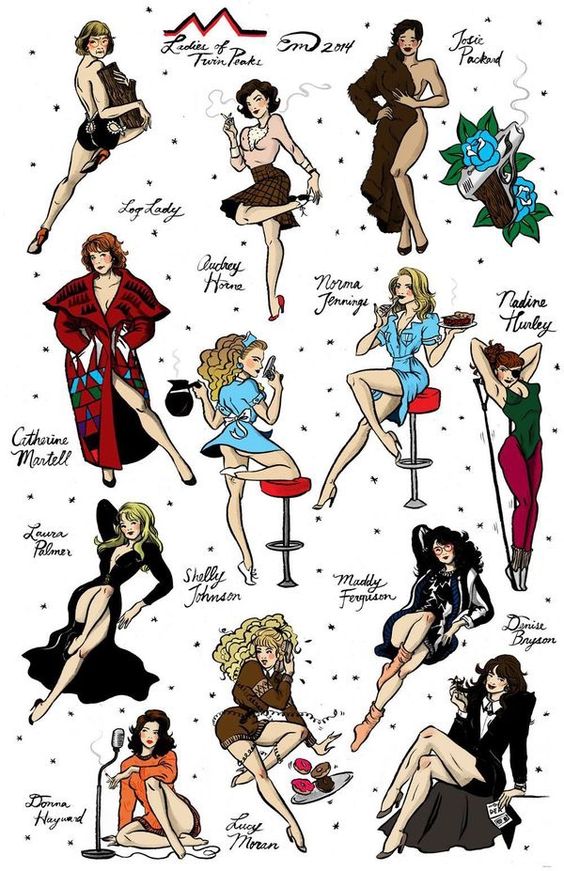 Ladies of
Twin Peaks
Em 2014
Josie
Packard
Log Lady
Audrey
Horne
Norma
Jennings
Nadine
Hurley
Catherine
Martell
Laura
Palmer
Shelly
Johnson
Maddy
Ferguson
Denise
Bryson
Donna
Hayward
Lucy
Moran